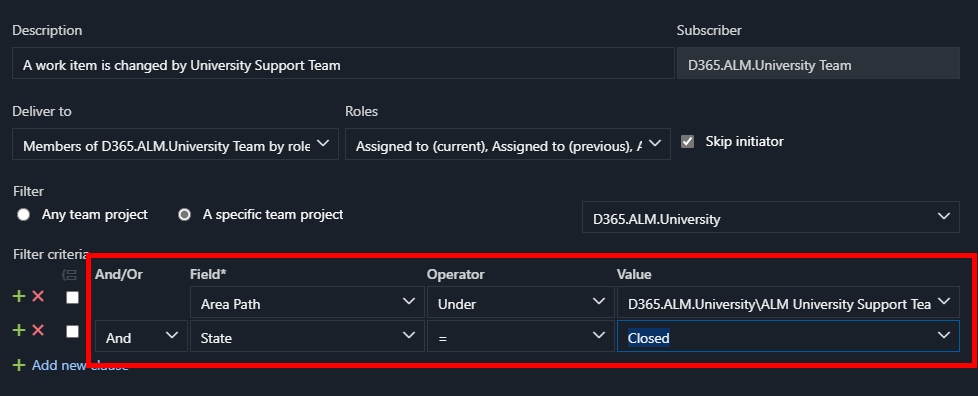 Description Subscriber
A work item is changed by University Support Team D365.ALM.University Team
Deliver to Roles
Members of D365.ALM.University Team by role Assigned to (current), Assigned to (previous), A Skip initiator
Filter
Any team project A specific team project D365.ALM.University
Filter criteria
And/Or Field* Operator Value
Area Path Under D365.ALM.University\ALM University Support Tea
And State = Closed
Add new clause